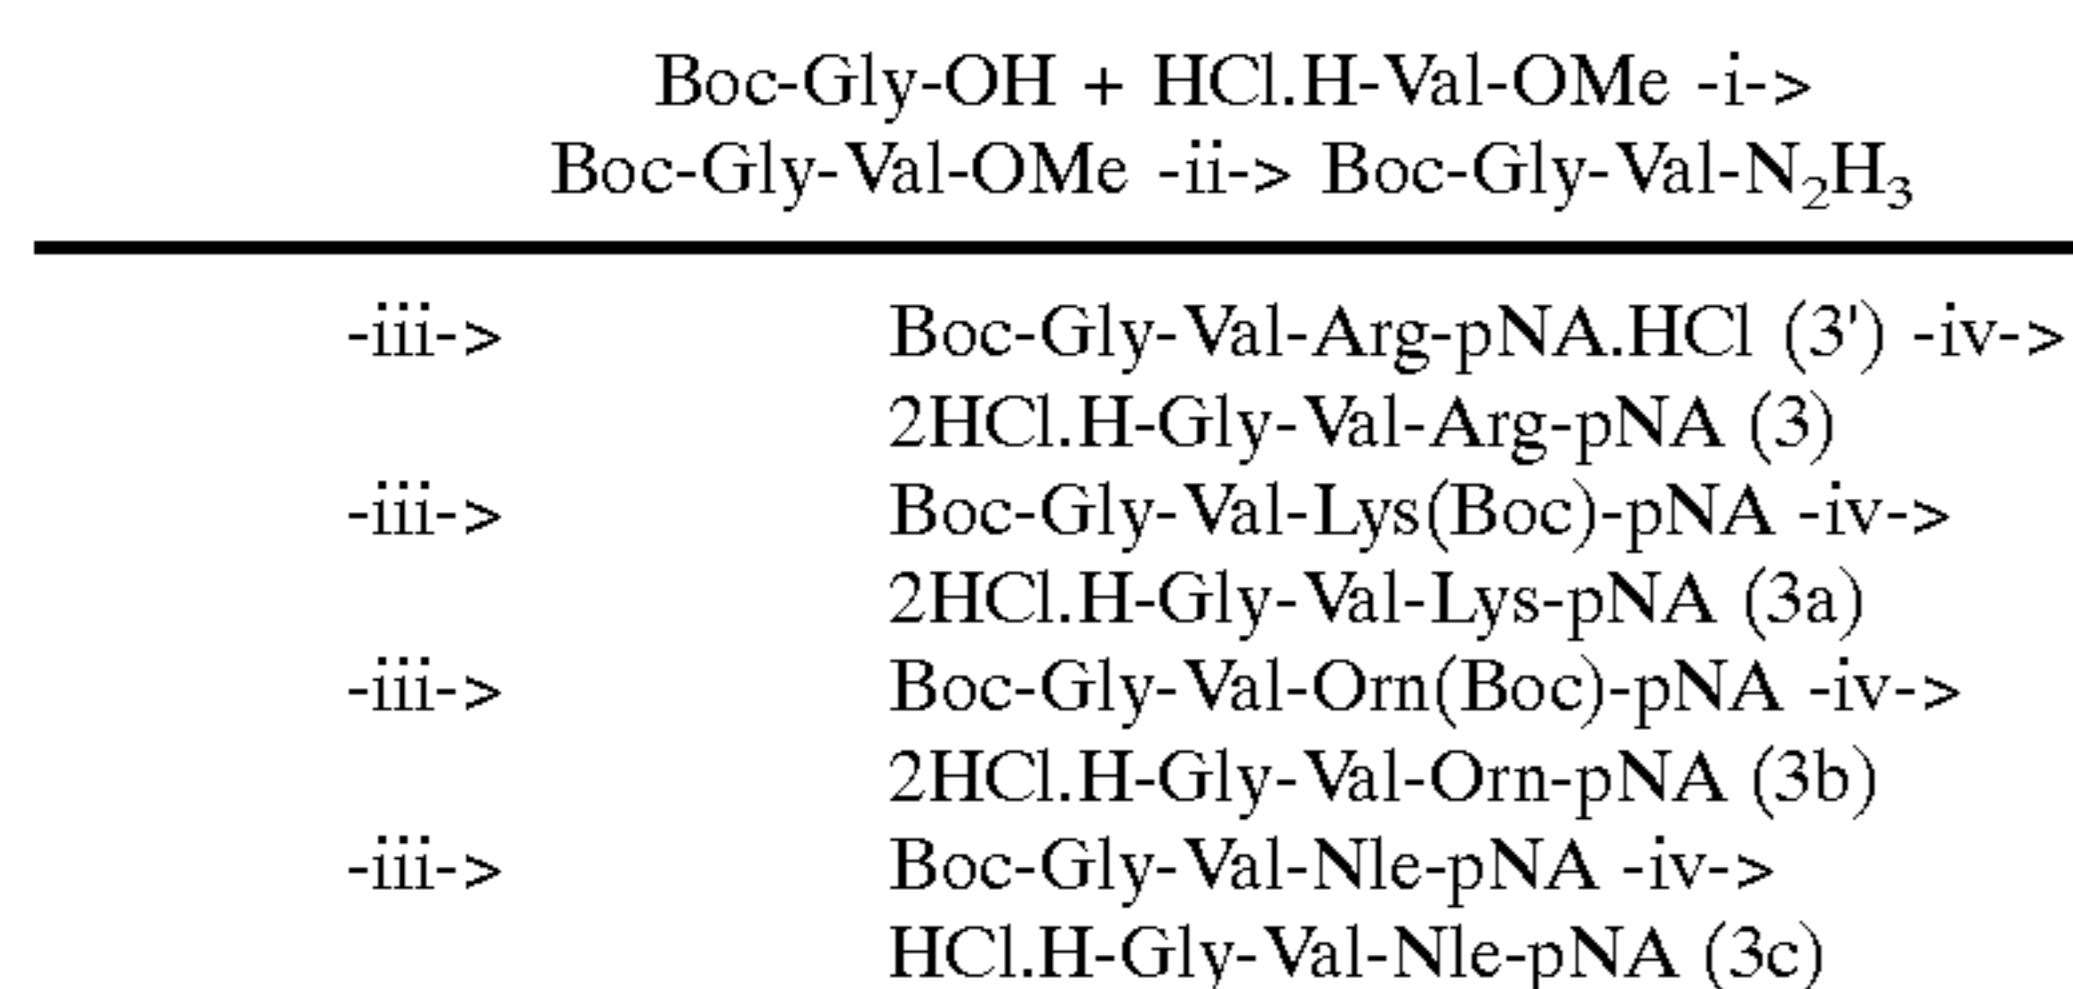 Boc-Gly-OH + HCl.H-Val-OMe -i->
Boc-Gly-Val-OMe -ii-> Boc-Gly-Val-N₂H₃
-iii-> Boc-Gly-Val-Arg-pNA.HCl (3') -iv->
2HCl.H-Gly-Val-Arg-pNA (3)
-iii-> Boc-Gly-Val-Lys(Boc)-pNA -iv->
2HCl.H-Gly-Val-Lys-pNA (3a)
-iii-> Boc-Gly-Val-Orn(Boc)-pNA -iv->
2HCl.H-Gly-Val-Orn-pNA (3b)
-iii-> Boc-Gly-Val-Nle-pNA -iv->
HCl.H-Gly-Val-Nle-pNA (3c)